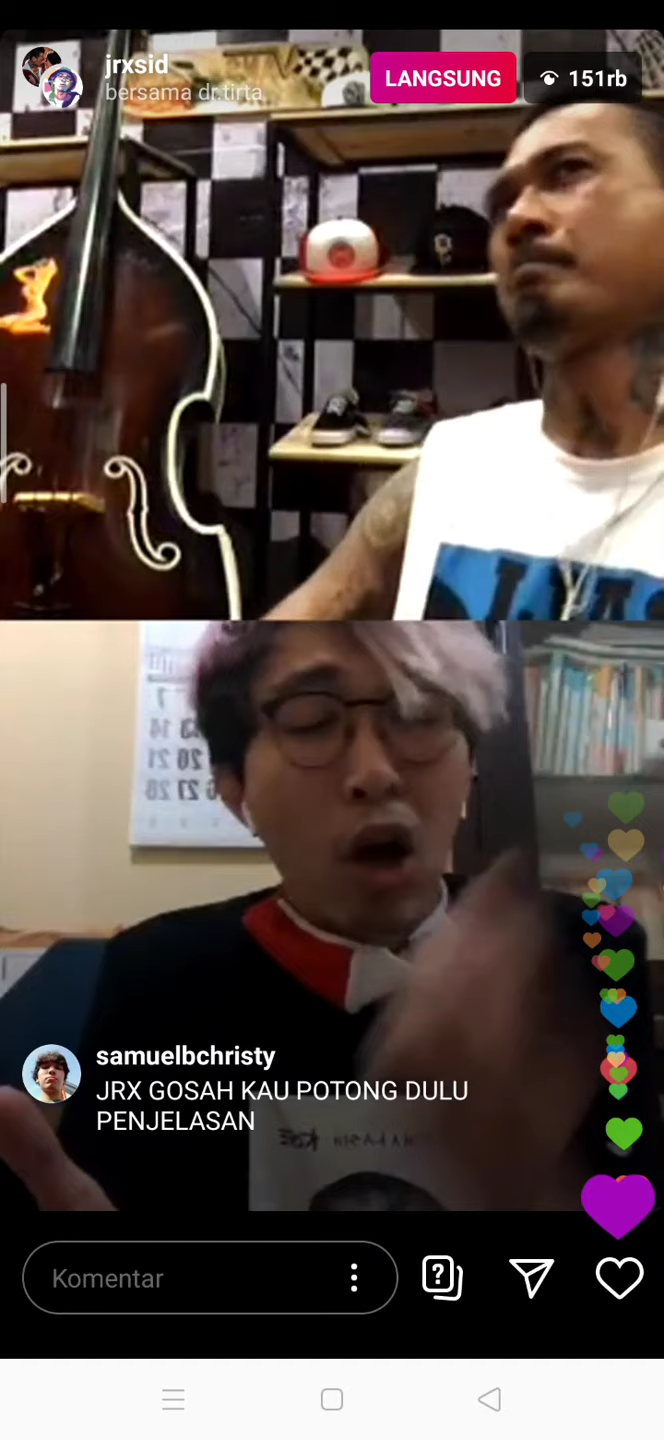 jrxsid
bersama dr.tirta
LANGSUNG
151rb
samuelbchristy
JRX GOSAH KAU POTONG DULU
PENJELASAN
Komentar